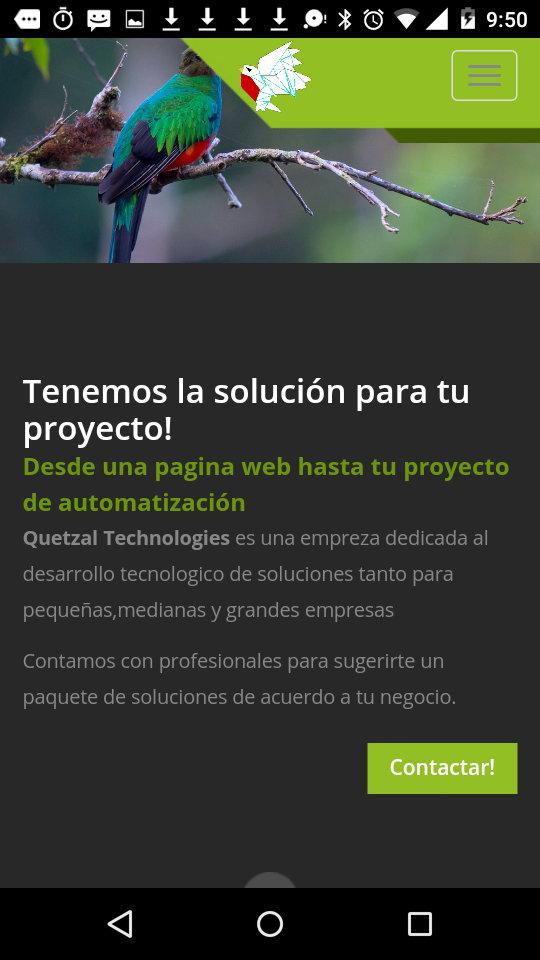 9:50
Tenemos la solución para tu
proyecto!
Desde una pagina web hasta tu proyecto
de automatización
Quetzal Technologies es una empreza dedicada al
desarrollo tecnologico de soluciones tanto para
pequeñas,medianas y grandes empresas
Contamos con profesionales para sugerirte un
paquete de soluciones de acuerdo a tu negocio.
Contactar!